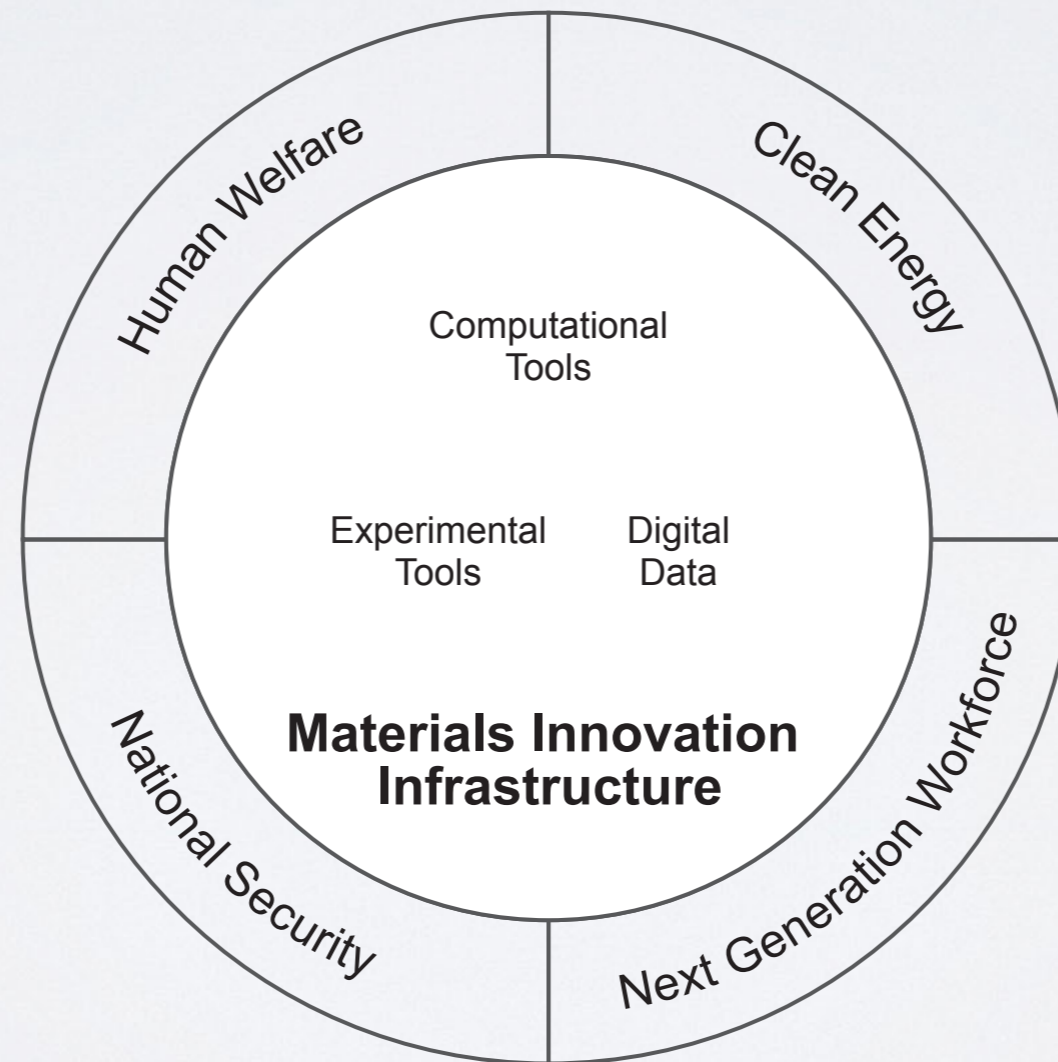 Human Welfare
Clean Energy
Computational
Tools
Experimental
Tools
Digital
Data
Materials Innovation
Infrastructure
National Security
Next Generation Workforce